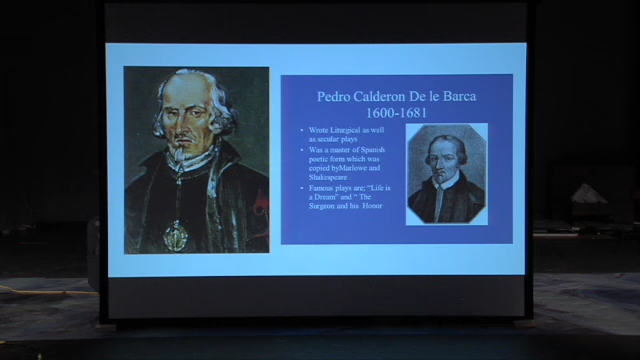 Pedro Calderon De le Barca
1600-1681
• Wrote Liturgical as well
as secular plays
• Was a master of Spanish
poetic form which was
copied byMarlowe and
Shakespeare
• Famous plays are; “Life is
a Dream” and “ The
Surgeon and his Honor